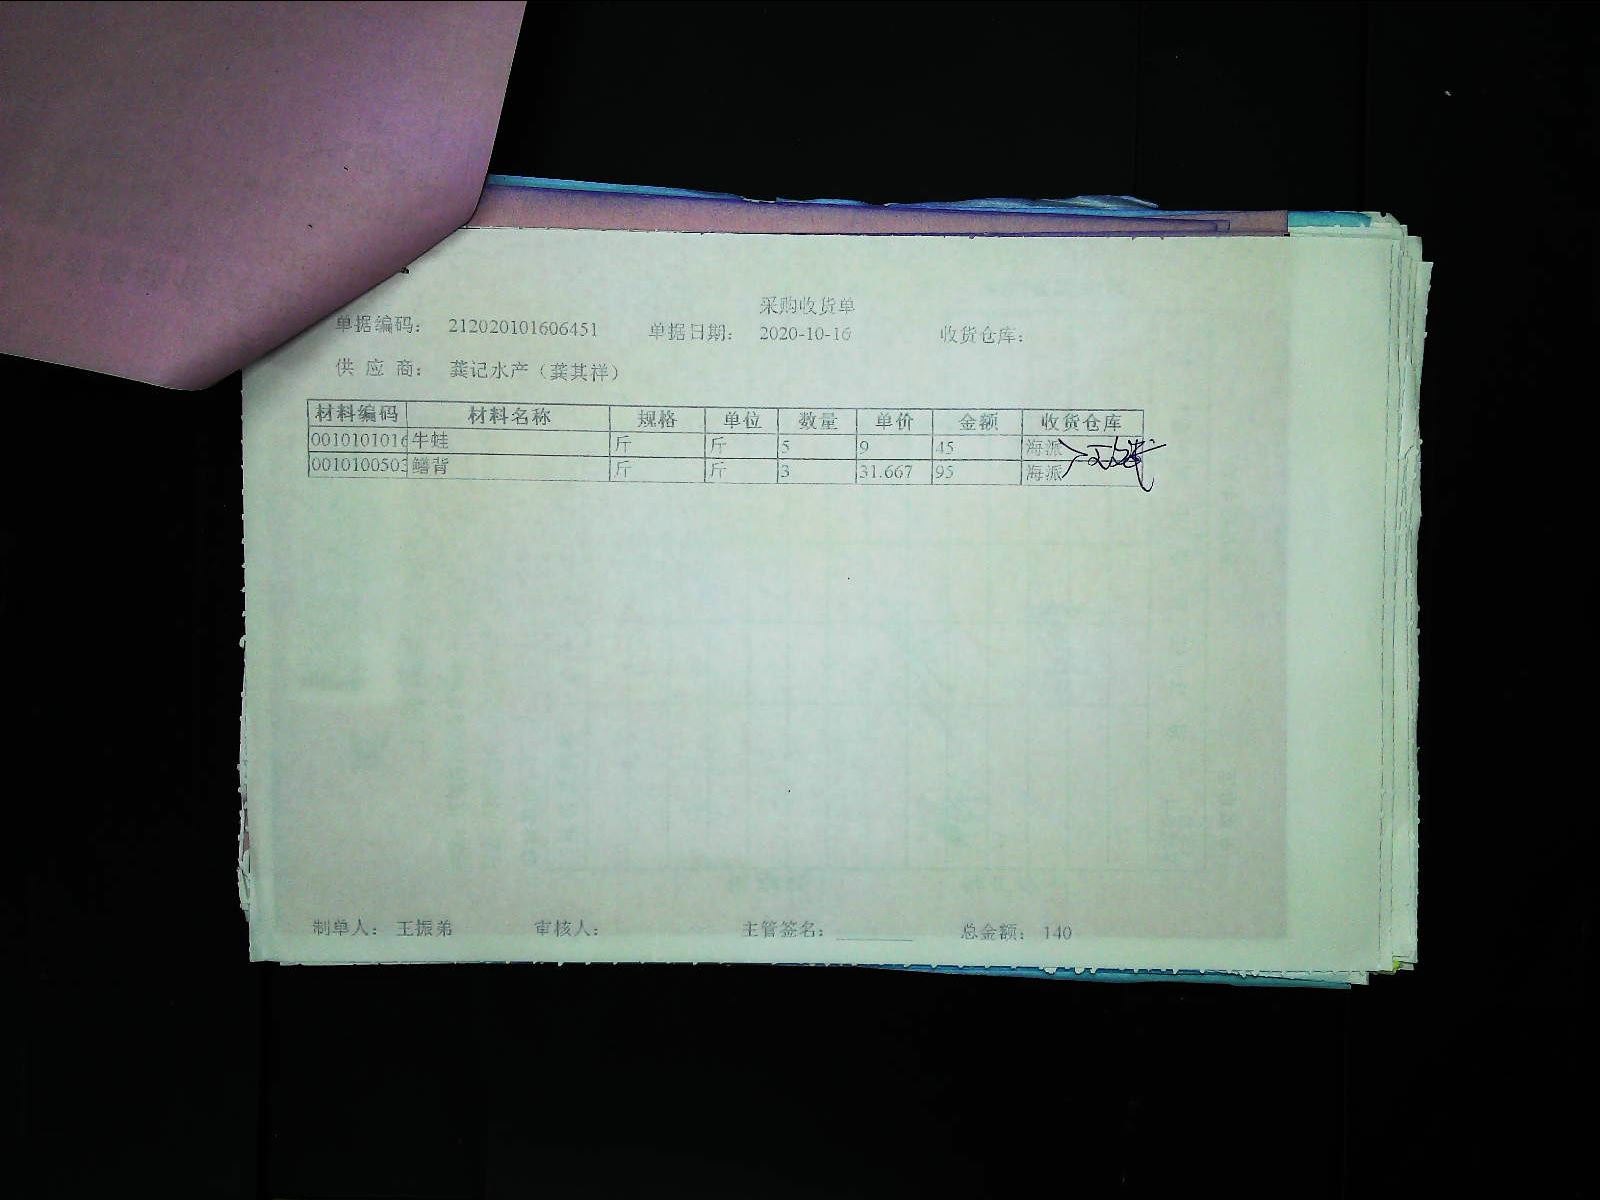 采购收货单
单据编码： 212020101606451 单据日期： 2020-10-16 收货仓库：
供 应 商： 龚记水产（龚其祥）
材料编码 材料名称 规格 单位 数量 单价 金额 收货仓库
0010101016 牛蛙 斤 斤 5 9 45 海派
0010100503 鳝背 斤 斤 3 31.667 95 海派
制单人： 王振弟 审核人： 主管签名： 总金额： 140